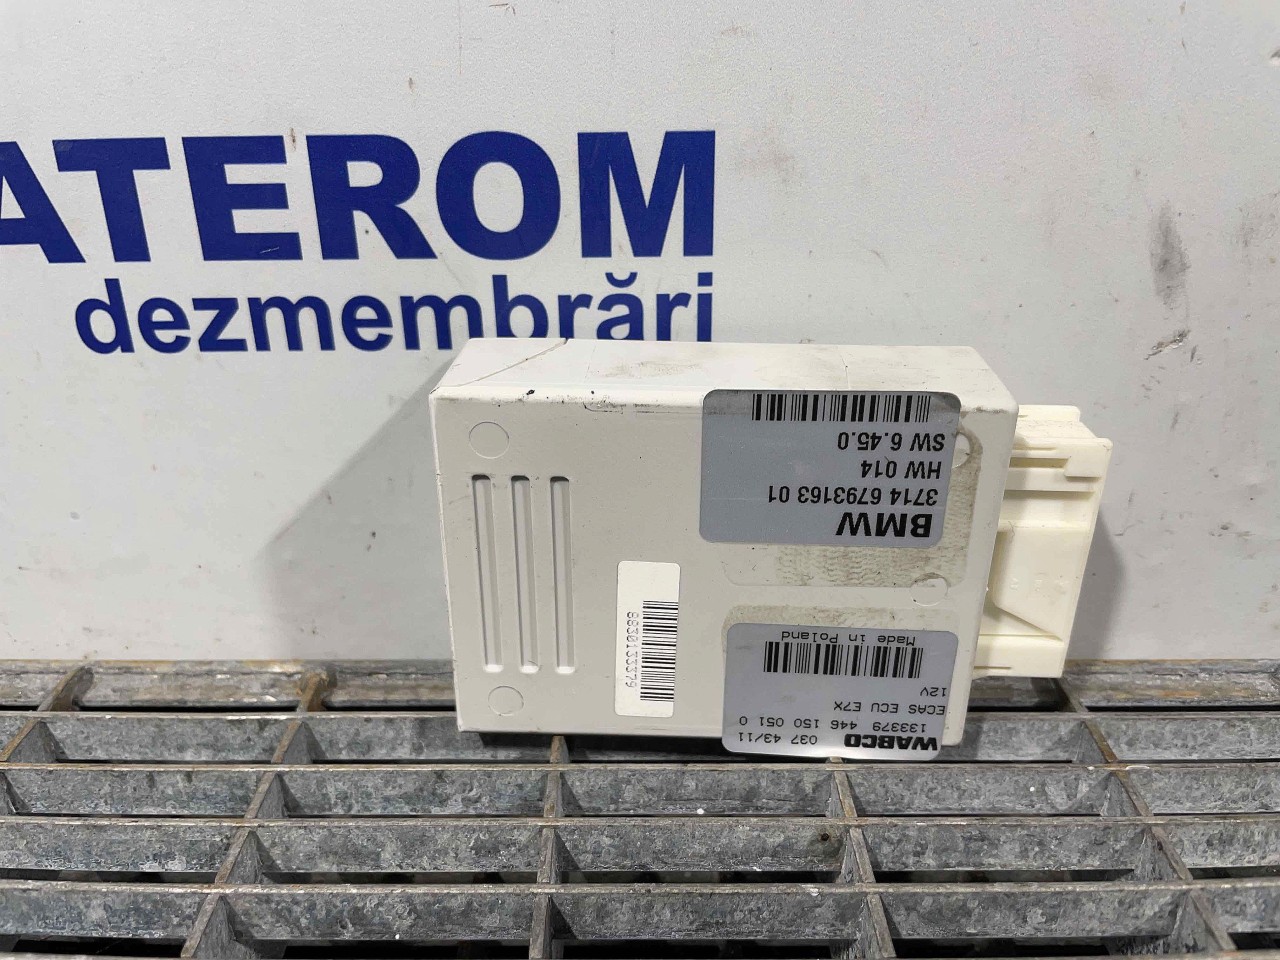 ATEROM
dezmembrări
BMW
3714 6793163 01
HW 014
SW 6.45.0
88301333379
WABCO 037 43/11
133379 446 150 051 0
ECAS ECU E7X
12V
Made in Poland